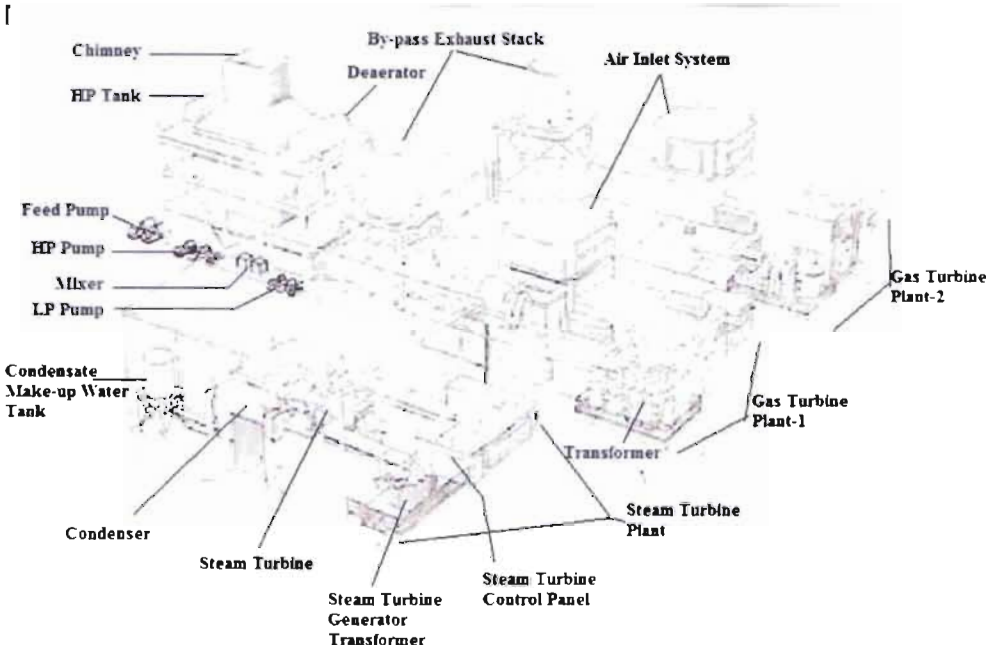 Chimney
By-pass Exhaust Stack
Deaerator
Air Inlet System
HP Tank
Feed Pump
HP Pump
Mixer
LP Pump
Gas Turbine
Plant-2
Condensate
Make-up Water
Tank
Gas Turbine
Plant-1
Transformer
Steam Turbine
Plant
Condenser
Steam Turbine
Steam Turbine
Control Panel
Steam Turbine
Generator
Transformer